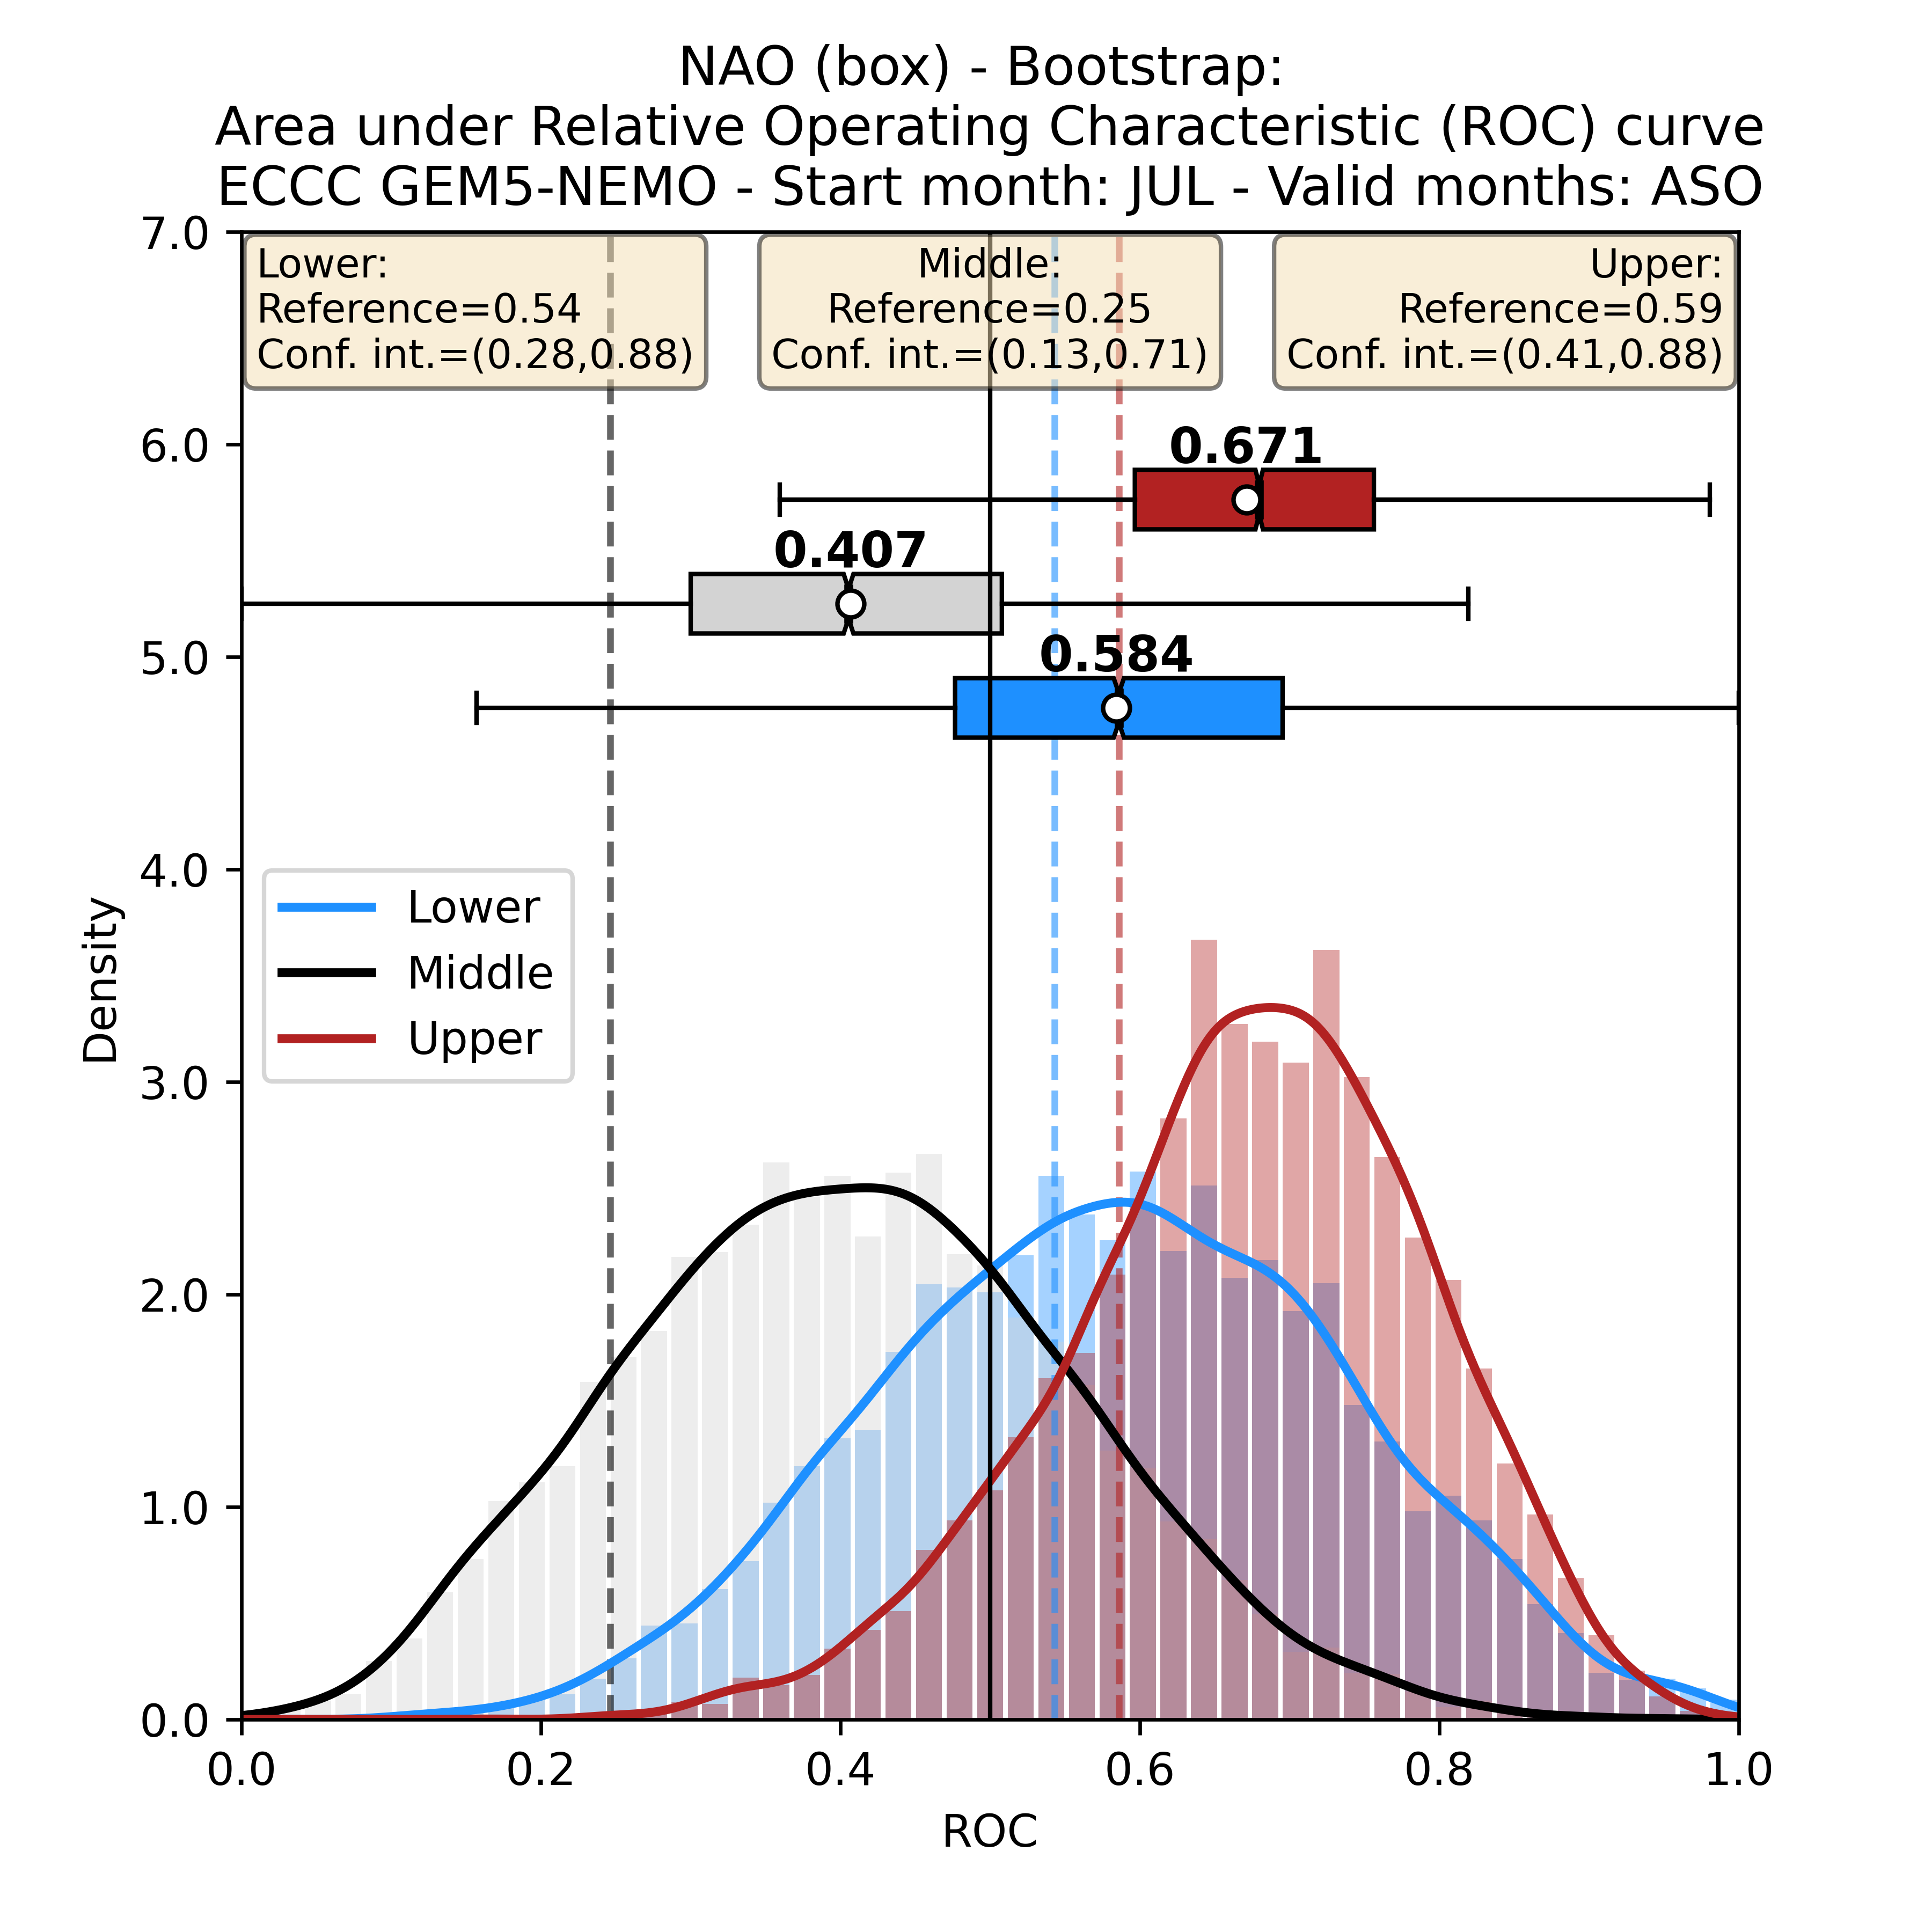 NAO (box) - Bootstrap:
Area under Relative Operating Characteristic (ROC) curve
ECCC GEM5-NEMO - Start month: JUL - Valid months: ASO
Lower:
Reference=0.54
Conf. int.=(0.28,0.88)
Middle:
Reference=0.25
Conf. int.=(0.13,0.71)
Upper:
Reference=0.59
Conf. int.=(0.41,0.88)
0.671
0.407
0.584
7.0
6.0
5.0
4.0
3.0
2.0
1.0
0.0
Density
Lower
Middle
Upper
0.0 0.2 0.4 0.6 0.8 1.0
ROC